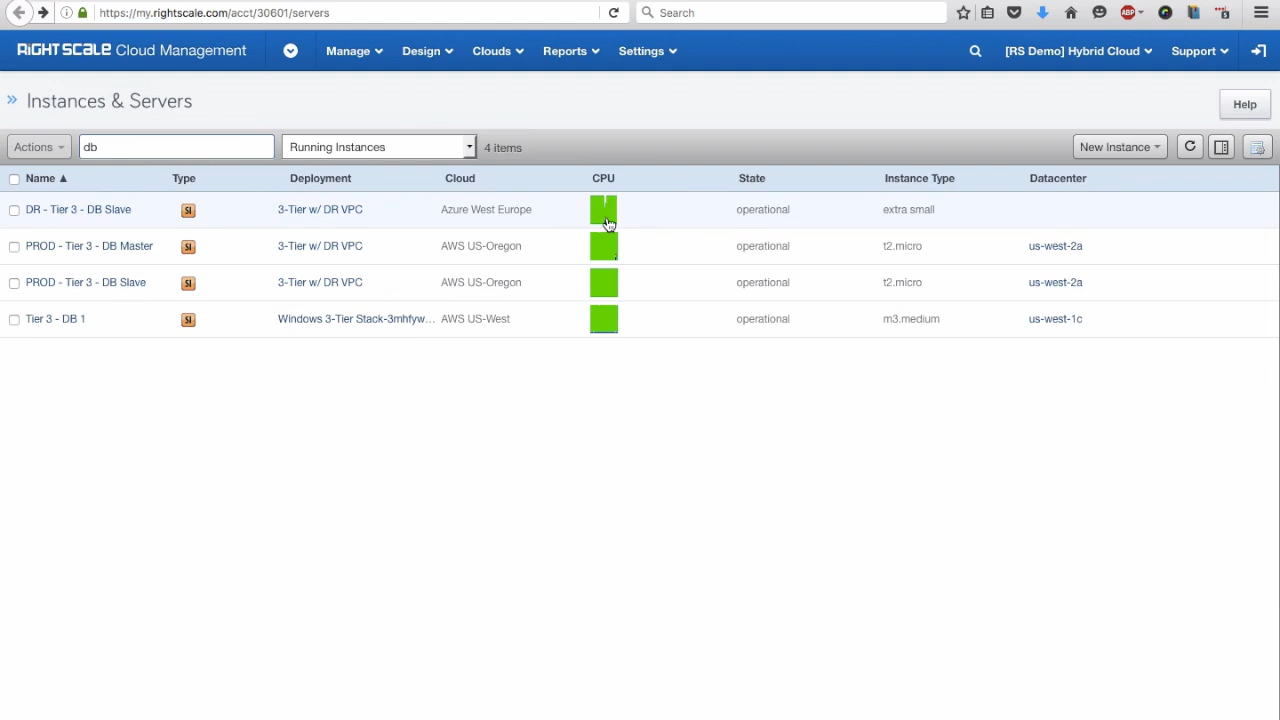 https://my.rightscale.com/acct/30601/servers Search ABP
RIGHTSCALE Cloud Management Manage Design Clouds Reports Settings [RS Demo] Hybrid Cloud Support
» Instances & Servers Help
Actions db Running Instances 4 items New Instance
Name ▲ Type Deployment Cloud CPU State Instance Type Datacenter
DR - Tier 3 - DB Slave SI 3-Tier w/ DR VPC Azure West Europe operational extra small
PROD - Tier 3 - DB Master SI 3-Tier w/ DR VPC AWS US-Oregon operational t2.micro us-west-2a
PROD - Tier 3 - DB Slave SI 3-Tier w/ DR VPC AWS US-Oregon operational t2.micro us-west-2a
Tier 3 - DB 1 SI Windows 3-Tier Stack-3mhfyw... AWS US-West operational m3.medium us-west-1c